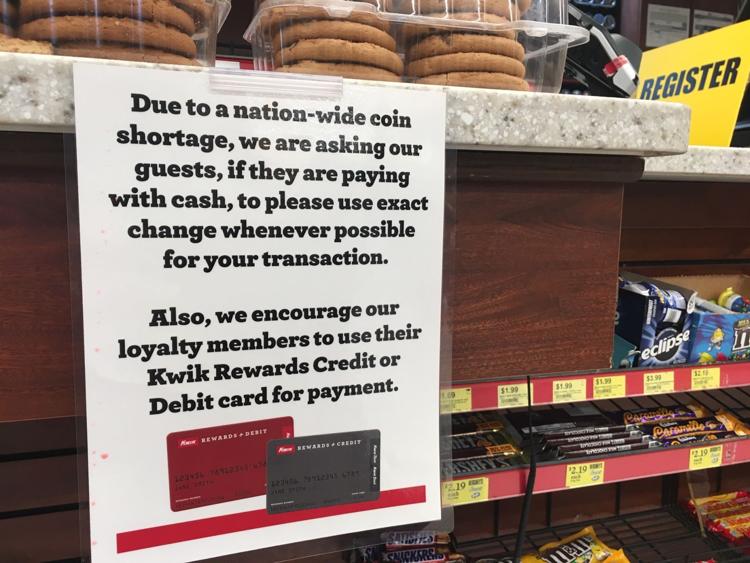 Due to a nation-wide coin
shortage, we are asking our
guests, if they are paying
with cash, to please use exact
change whenever possible
for your transaction.
Also, we encourage our
loyalty members to use their
Kwik Rewards Credit or
Debit card for payment.
REWARDS + DEBIT
REWARDS + CREDIT
REGISTER
eclipse
$1.99
$1.99
$1.99
$3.99
$2.19
Caramello
Caramello
$2.19
$2.19
$2.19
SNICKERS